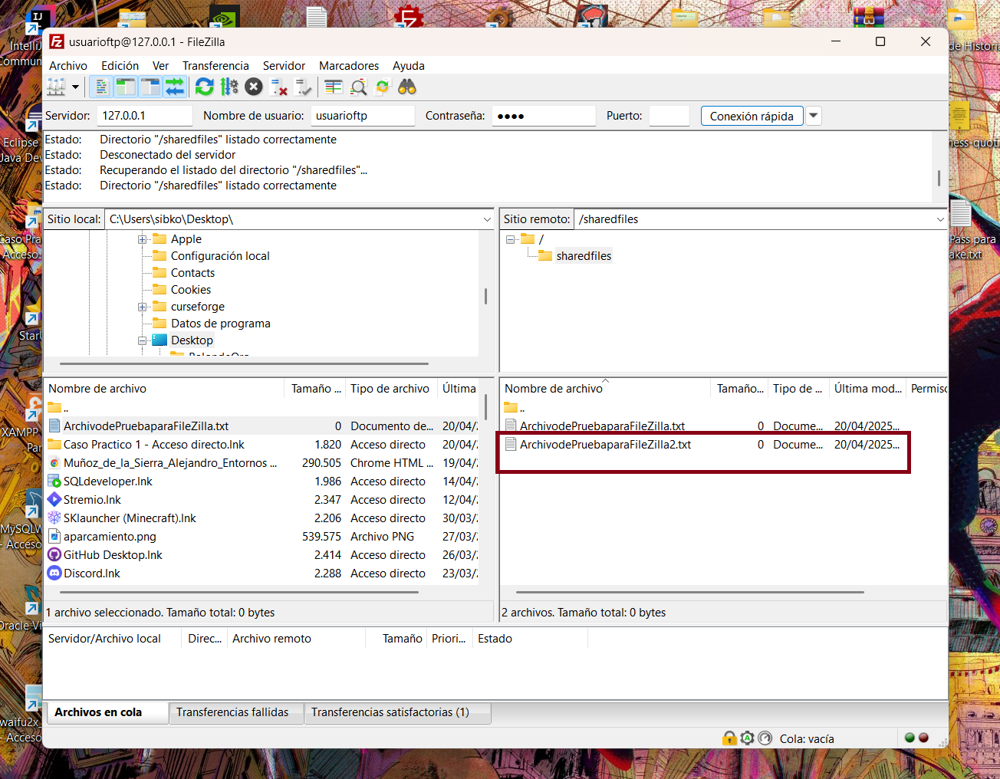 usuarioftp@127.0.0.1 - FileZilla
Archivo Edición Ver Transferencia Servidor Marcadores Ayuda
Servidor: 127.0.0.1 Nombre de usuario: usuarioftp Contraseña: ●●●● Puerto: Conexión rápida
Estado: Directorio "/sharedfiles" listado correctamente
Estado: Desconectado del servidor
Estado: Recuperando el listado del directorio "/sharedfiles"...
Estado: Directorio "/sharedfiles" listado correctamente
Sitio local: C:\Users\sibko\Desktop\
Apple
Configuración local
Contacts
Cookies
curseforge
Datos de programa
Desktop
Sitio remoto: /sharedfiles
/
sharedfiles
Nombre de archivo Tamaño ... Tipo de archivo Última
..
ArchivodePruebaparaFileZilla.txt 0 Documento de... 20/04/
Caso Practico 1 - Acceso directo.lnk 1.820 Acceso directo 20/04/
Muñoz_de_la_Sierra_Alejandro_Entornos ... 290.505 Chrome HTML ... 19/04/
SQLdeveloper.lnk 1.986 Acceso directo 14/04/
Stremio.lnk 2.347 Acceso directo 12/04/
SKlauncher (Minecraft).lnk 2.206 Acceso directo 30/03/
aparcamiento.png 539.575 Archivo PNG 27/03/
GitHub Desktop.lnk 2.414 Acceso directo 26/03/
Discord.lnk 2.288 Acceso directo 23/03/
1 archivo seleccionado. Tamaño total: 0 bytes
Nombre de archivo Tamaño... Tipo de ... Última mod... Permisc
..
ArchivodePruebaparaFileZilla.txt 0 Docume... 20/04/2025...
ArchivodePruebaparaFileZilla2.txt 0 Docume... 20/04/2025...
2 archivos. Tamaño total: 0 bytes
Servidor/Archivo local Direc... Archivo remoto Tamaño Priori... Estado
Archivos en cola Transferencias fallidas Transferencias satisfactorias (1)
Cola: vacía
IntelliJ
Commun
Eclipse
Java Dev
Caso Pra
Acceso
StarU
XAMPP
Par
MySQLW
- Acceso
Oracle Vi
waifu2x
- Acceso
de Historia
ness-quot
Pass para
ake.txt